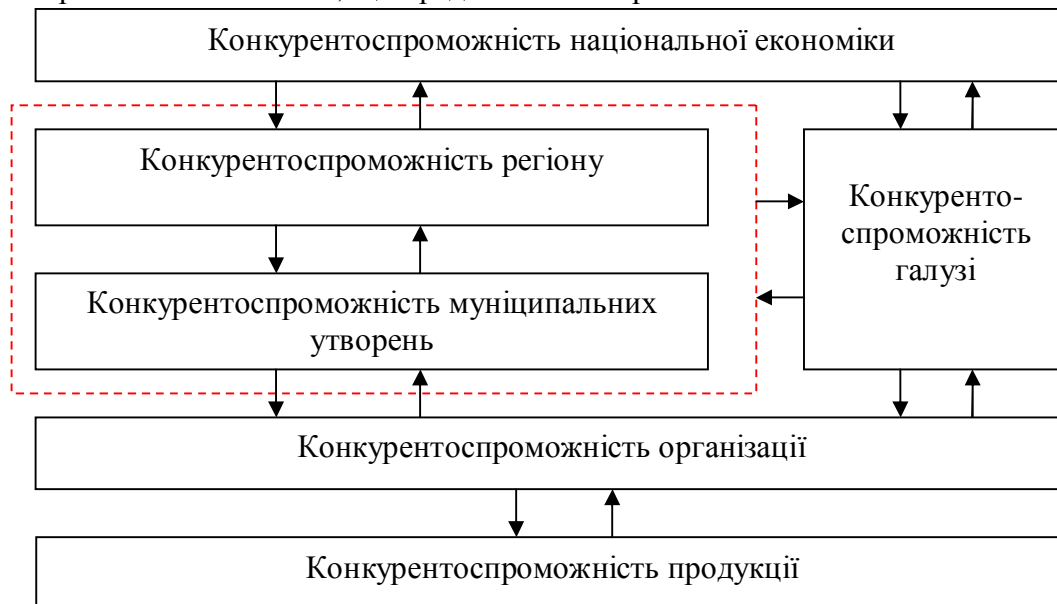 Конкурентоспроможність національної економіки
Конкурентоспроможність регіону
Конкуренто-
спроможність
галузі
Конкурентоспроможність муніципальних
утворень
Конкурентоспроможність організації
Конкурентоспроможність продукції